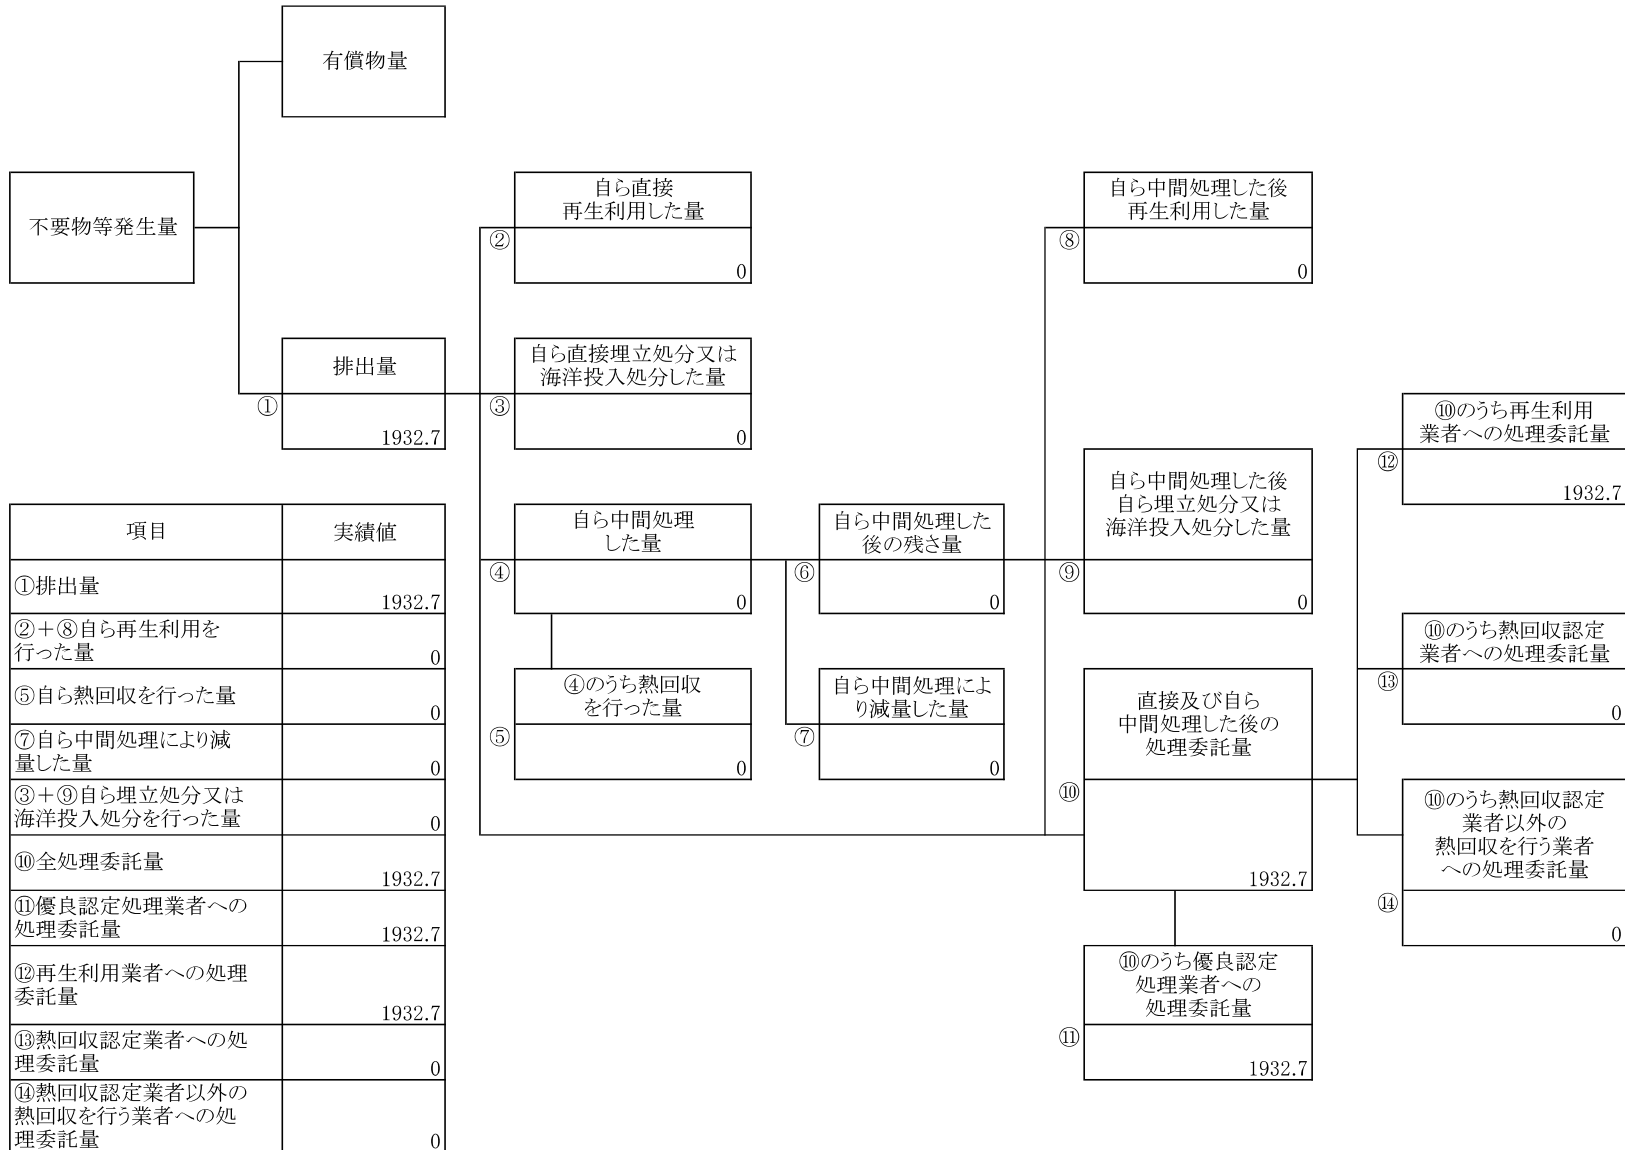 有償物量
不要物等発生量
排出量
①
1932.7
自ら直接
再生利用した量
②
0
自ら直接埋立処分又は
海洋投入処分した量
③
0
自ら中間処理
した量
④
0
④のうち熱回収
を行った量
⑤
0
自ら中間処理した
後の残さ量
⑥
0
自ら中間処理によ
り減量した量
⑦
0
自ら中間処理した後
再生利用した量
⑧
0
自ら中間処理した後
自ら埋立処分又は
海洋投入処分した量
⑨
0
直接及び自ら
中間処理した後の
処理委託量
⑩
1932.7
⑩のうち優良認定
処理業者への
処理委託量
⑪
1932.7
⑩のうち再生利用
業者への処理委託量
⑫
1932.7
⑩のうち熱回収認定
業者への処理委託量
⑬
0
⑩のうち熱回収認定
業者以外の
熱回収を行う業者
への処理委託量
⑭
0
項目 実績値
①排出量
1932.7
②＋⑧自ら再生利用を
行った量
0
⑤自ら熱回収を行った量
0
⑦自ら中間処理により減
量した量
0
③＋⑨自ら埋立処分又は
海洋投入処分を行った量
0
⑩全処理委託量
1932.7
⑪優良認定処理業者への
処理委託量
1932.7
⑫再生利用業者への処理
委託量
1932.7
⑬熱回収認定業者への処
理委託量
0
⑭熱回収認定業者以外の
熱回収を行う業者への処
理委託量
0